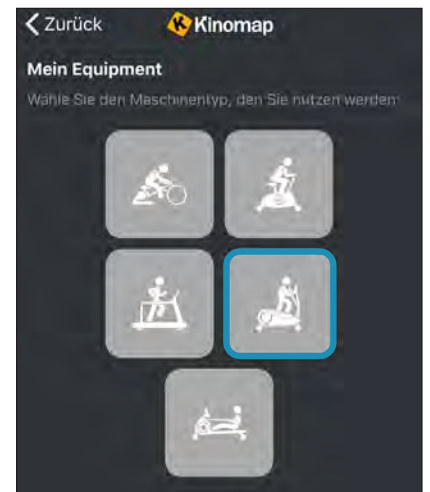 Zurück
Kinomap
Mein Equipment
Wähle Sie den Maschinentyp, den Sie nutzen werden: